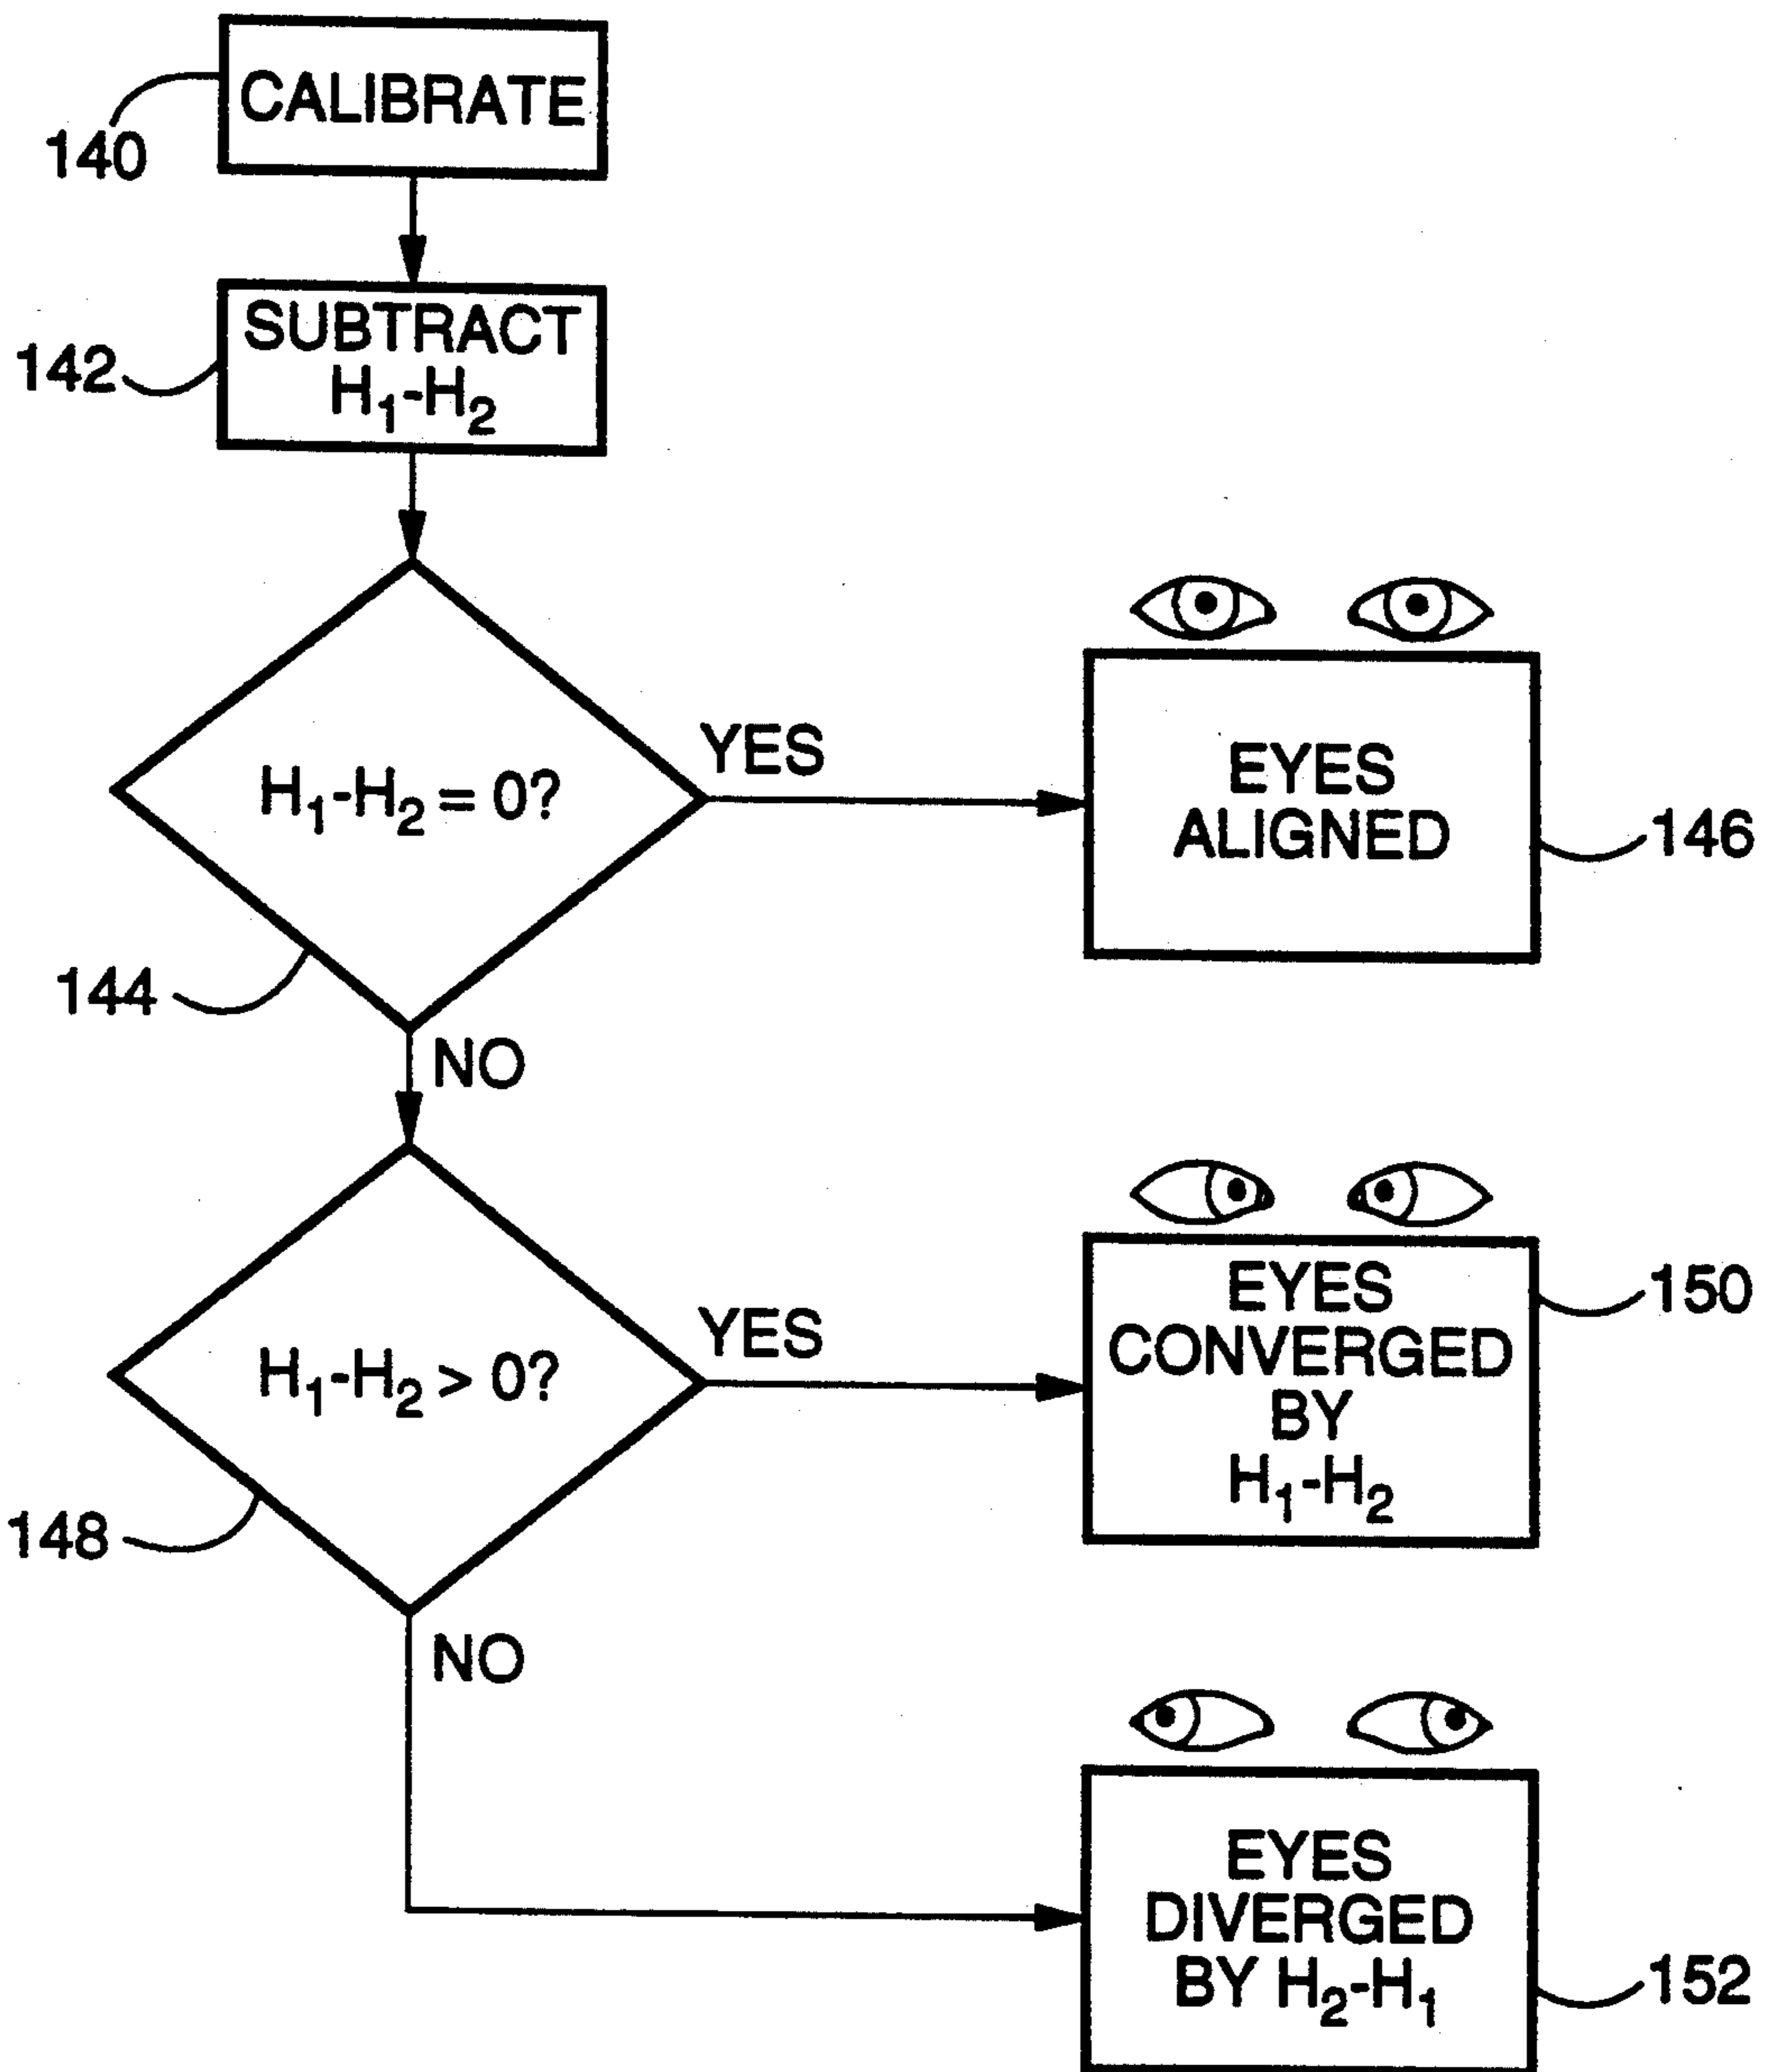 CALIBRATE
140
SUBTRACT
H₁-H₂
142
H₁-H₂ = 0?
YES
144
NO
EYES
ALIGNED
146
H₁-H₂ > 0?
YES
148
NO
EYES
CONVERGED
BY
H₁-H₂
150
EYES
DIVERGED
BY H₂-H₁
152